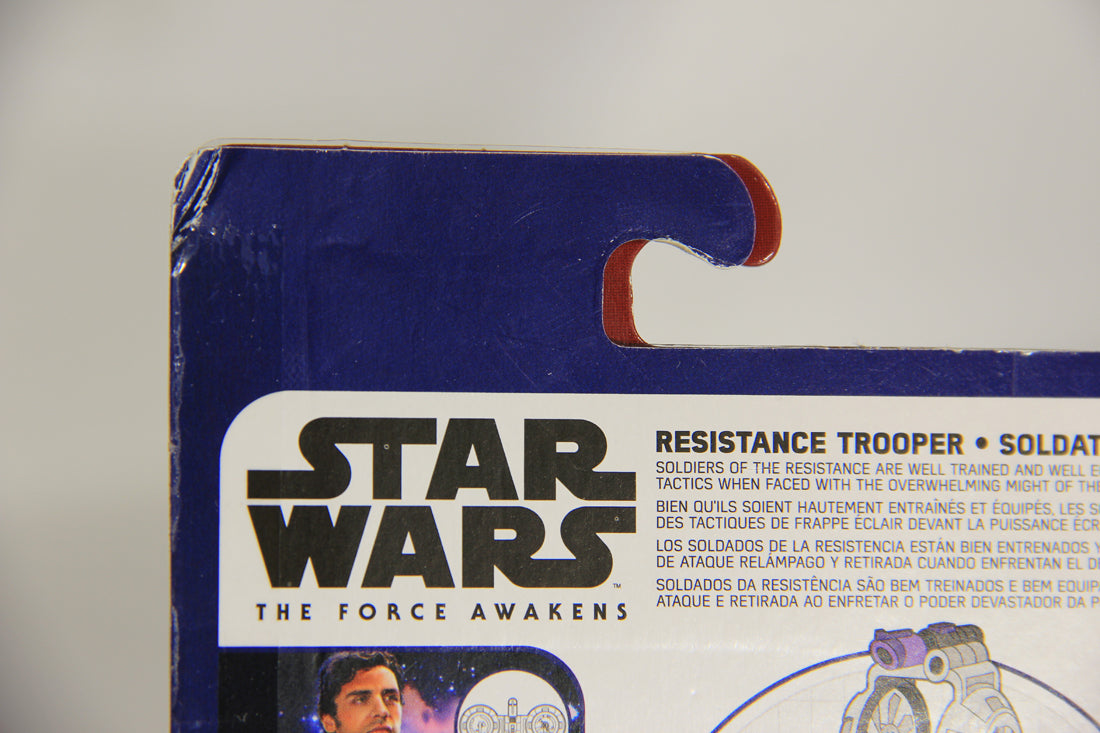 STAR
WARS™
THE FORCE AWAKENS
RESISTANCE TROOPER • SOLDAT
SOLDIERS OF THE RESISTANCE ARE WELL TRAINED AND WELL
TACTICS WHEN FACED WITH THE OVERWHELMING MIGHT OF THE
BIEN QU'ILS SOIENT HAUTEMENT ENTRAÎNÉS ET ÉQUIPÉS, LES
DES TACTIQUES DE FRAPPE ÉCLAIR DEVANT LA PUISSANCE
LOS SOLDADOS DE LA RESISTENCIA ESTÁN BIEN ENTRENADOS Y
DE ATAQUE RELÁMPAGO Y RETIRADA CUANDO ENFRENTAN EL
SOLDADOS DA RESISTÊNCIA SÃO BEM TREINADOS E BEM
ATAQUE E RETIRADA AO ENFRETAR O PODER DEVASTADOR DA